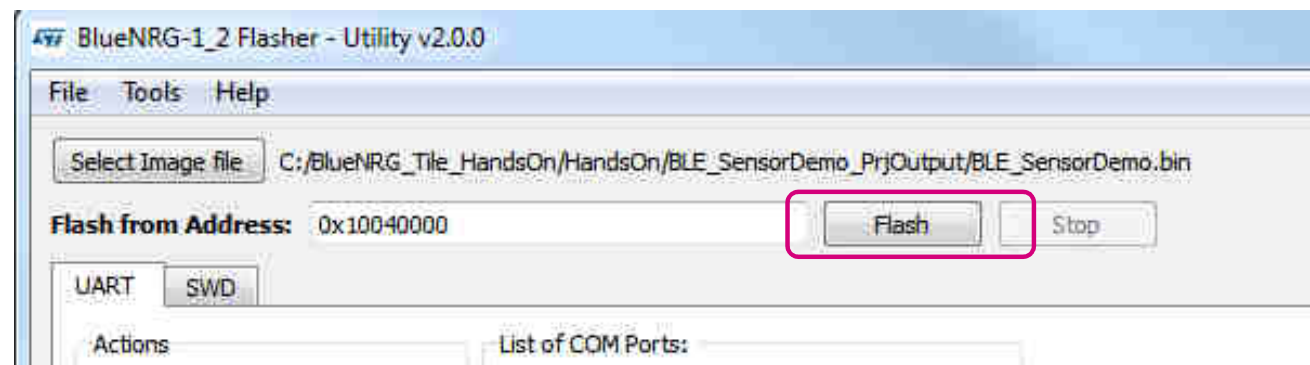 BlueNRG-1_2 Flasher - Utility v2.0.0
File Tools Help
Select Image file C:/BlueNRG_Tile_HandsOn/HandsOn/BLE_SensorDemo_PrjOutput/BLE_SensorDemo.bin
Flash from Address: 0x10040000 Flash Stop
UART SWD
Actions List of COM Ports: